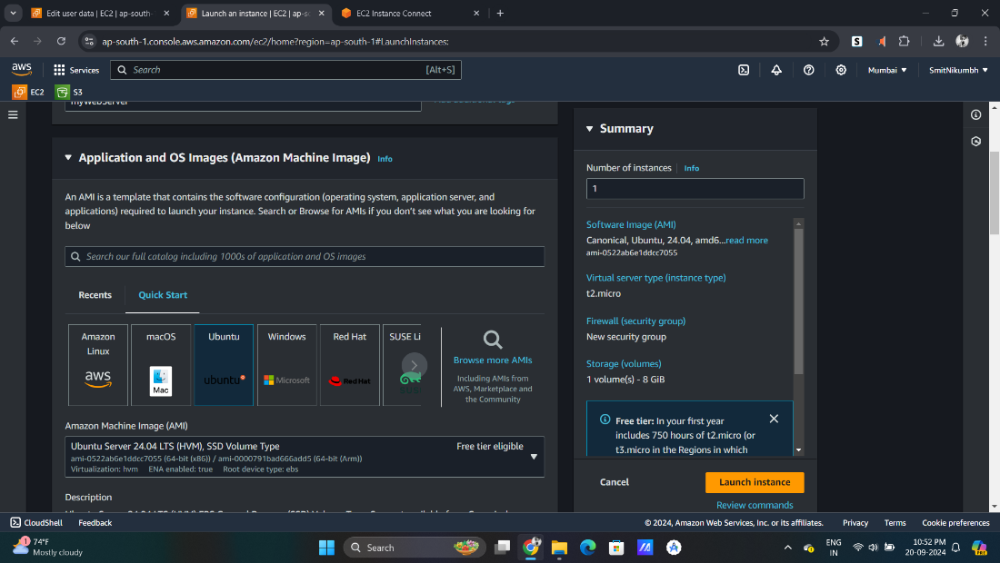 Edit user data | EC2 | ap-south-
Launch an instance | EC2 | ap-so
EC2 Instance Connect
ap-south-1.console.aws.amazon.com/ec2/home?region=ap-south-1#LaunchInstances:
aws
Services
Search
[Alt+S]
Mumbai
SmitNikumbh
EC2
S3
myWebServer
Application and OS Images (Amazon Machine Image)
Info
An AMI is a template that contains the software configuration (operating system, application server, and
applications) required to launch your instance. Search or Browse for AMIs if you don't see what you are looking for
below
Search our full catalog including 1000s of application and OS images
Recents
Quick Start
Amazon
Linux
aws
macOS
Mac
Ubuntu
ubuntu
Windows
Microsoft
Red Hat
Red Hat
SUSE Li
Browse more AMIs
Including AMIs from
AWS, Marketplace and
the Community
Amazon Machine Image (AMI)
Ubuntu Server 24.04 LTS (HVM), SSD Volume Type
Free tier eligible
ami-0522ab6e1ddcc7055 (64-bit (x86)) / ami-0000791bad666add5 (64-bit (Arm))
Virtualization: hvm ENA enabled: true Root device type: ebs
Description
Summary
Number of instances
Info
1
Software Image (AMI)
Canonical, Ubuntu, 24.04, amd6...read more
ami-0522ab6e1ddcc7055
Virtual server type (instance type)
t2.micro
Firewall (security group)
New security group
Storage (volumes)
1 volume(s) - 8 GiB
Free tier: In your first year
includes 750 hours of t2.micro (or
t3.micro in the Regions in which
Cancel
Launch instance
Review commands
CloudShell
Feedback
© 2024, Amazon Web Services, Inc. or its affiliates.
Privacy
Terms
Cookie preferences
1
74°F
Mostly cloudy
Search
ENG
IN
10:52 PM
20-09-2024